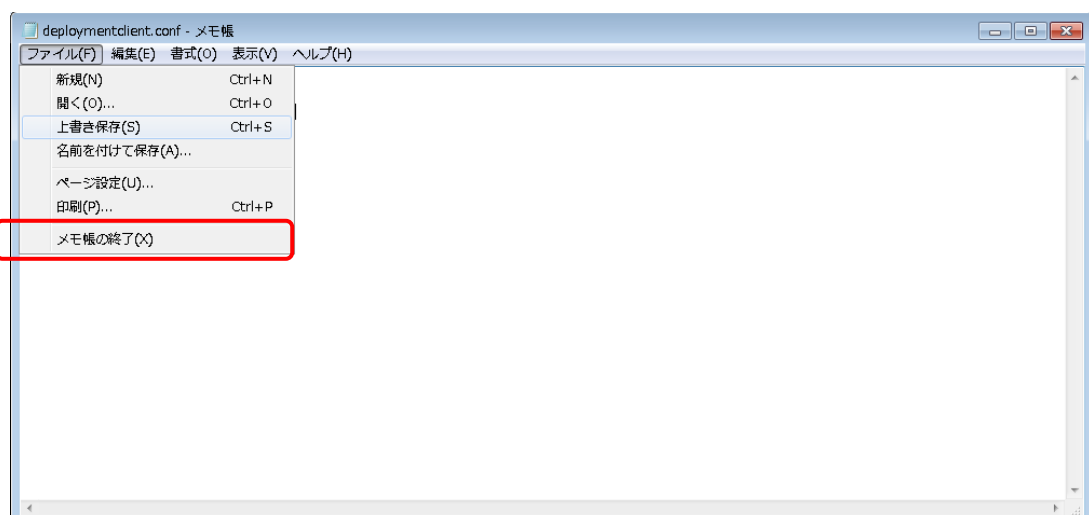 deploymentclient.conf - メモ帳
ファイル(F) 編集(E) 書式(O) 表示(V) ヘルプ(H)
新規(N) Ctrl+N
開く(O)... Ctrl+O
上書き保存(S) Ctrl+S
名前を付けて保存(A)...
ページ設定(U)...
印刷(P)... Ctrl+P
メモ帳の終了(X)